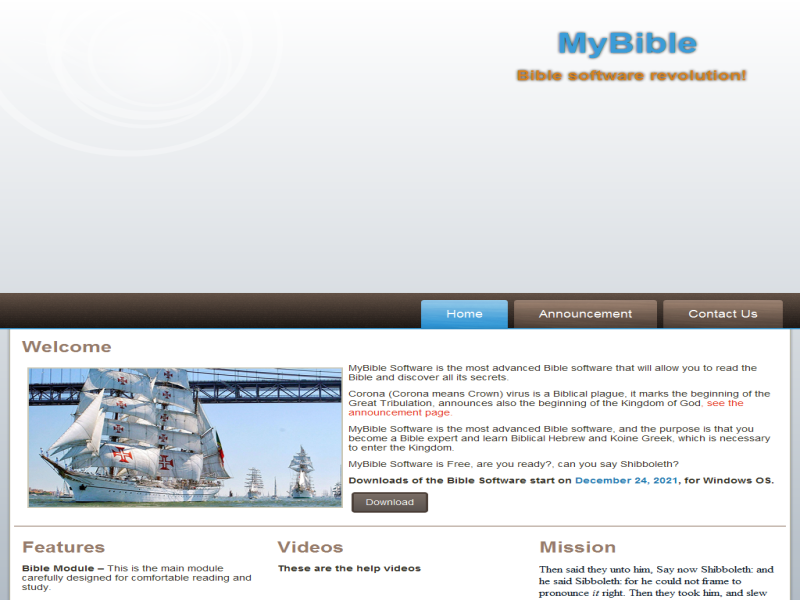 MyBible
Bible software revolution!
Home
Announcement
Contact Us
Welcome
MyBible Software is the most advanced Bible software that will allow you to read the
Bible and discover all its secrets.
Corona (Corona means Crown) virus is a Biblical plague, it marks the beginning of the
Great Tribulation, announces also the beginning of the Kingdom of God, see the
announcement page.
MyBible Software is the most advanced Bible software, and the purpose is that you
become a Bible expert and learn Biblical Hebrew and Koine Greek, which is necessary
to enter the Kingdom.
MyBible Software is Free, are you ready?, can you say Shibboleth?
Downloads of the Bible Software start on December 24, 2021, for Windows OS.
Download
Features
Bible Module – This is the main module
carefully designed for comfortable reading and
study.
Videos
These are the help videos
Mission
Then said they unto him, Say now Shibboleth: and
he said Sibboleth: for he could not frame to
pronounce it right. Then they took him, and slew